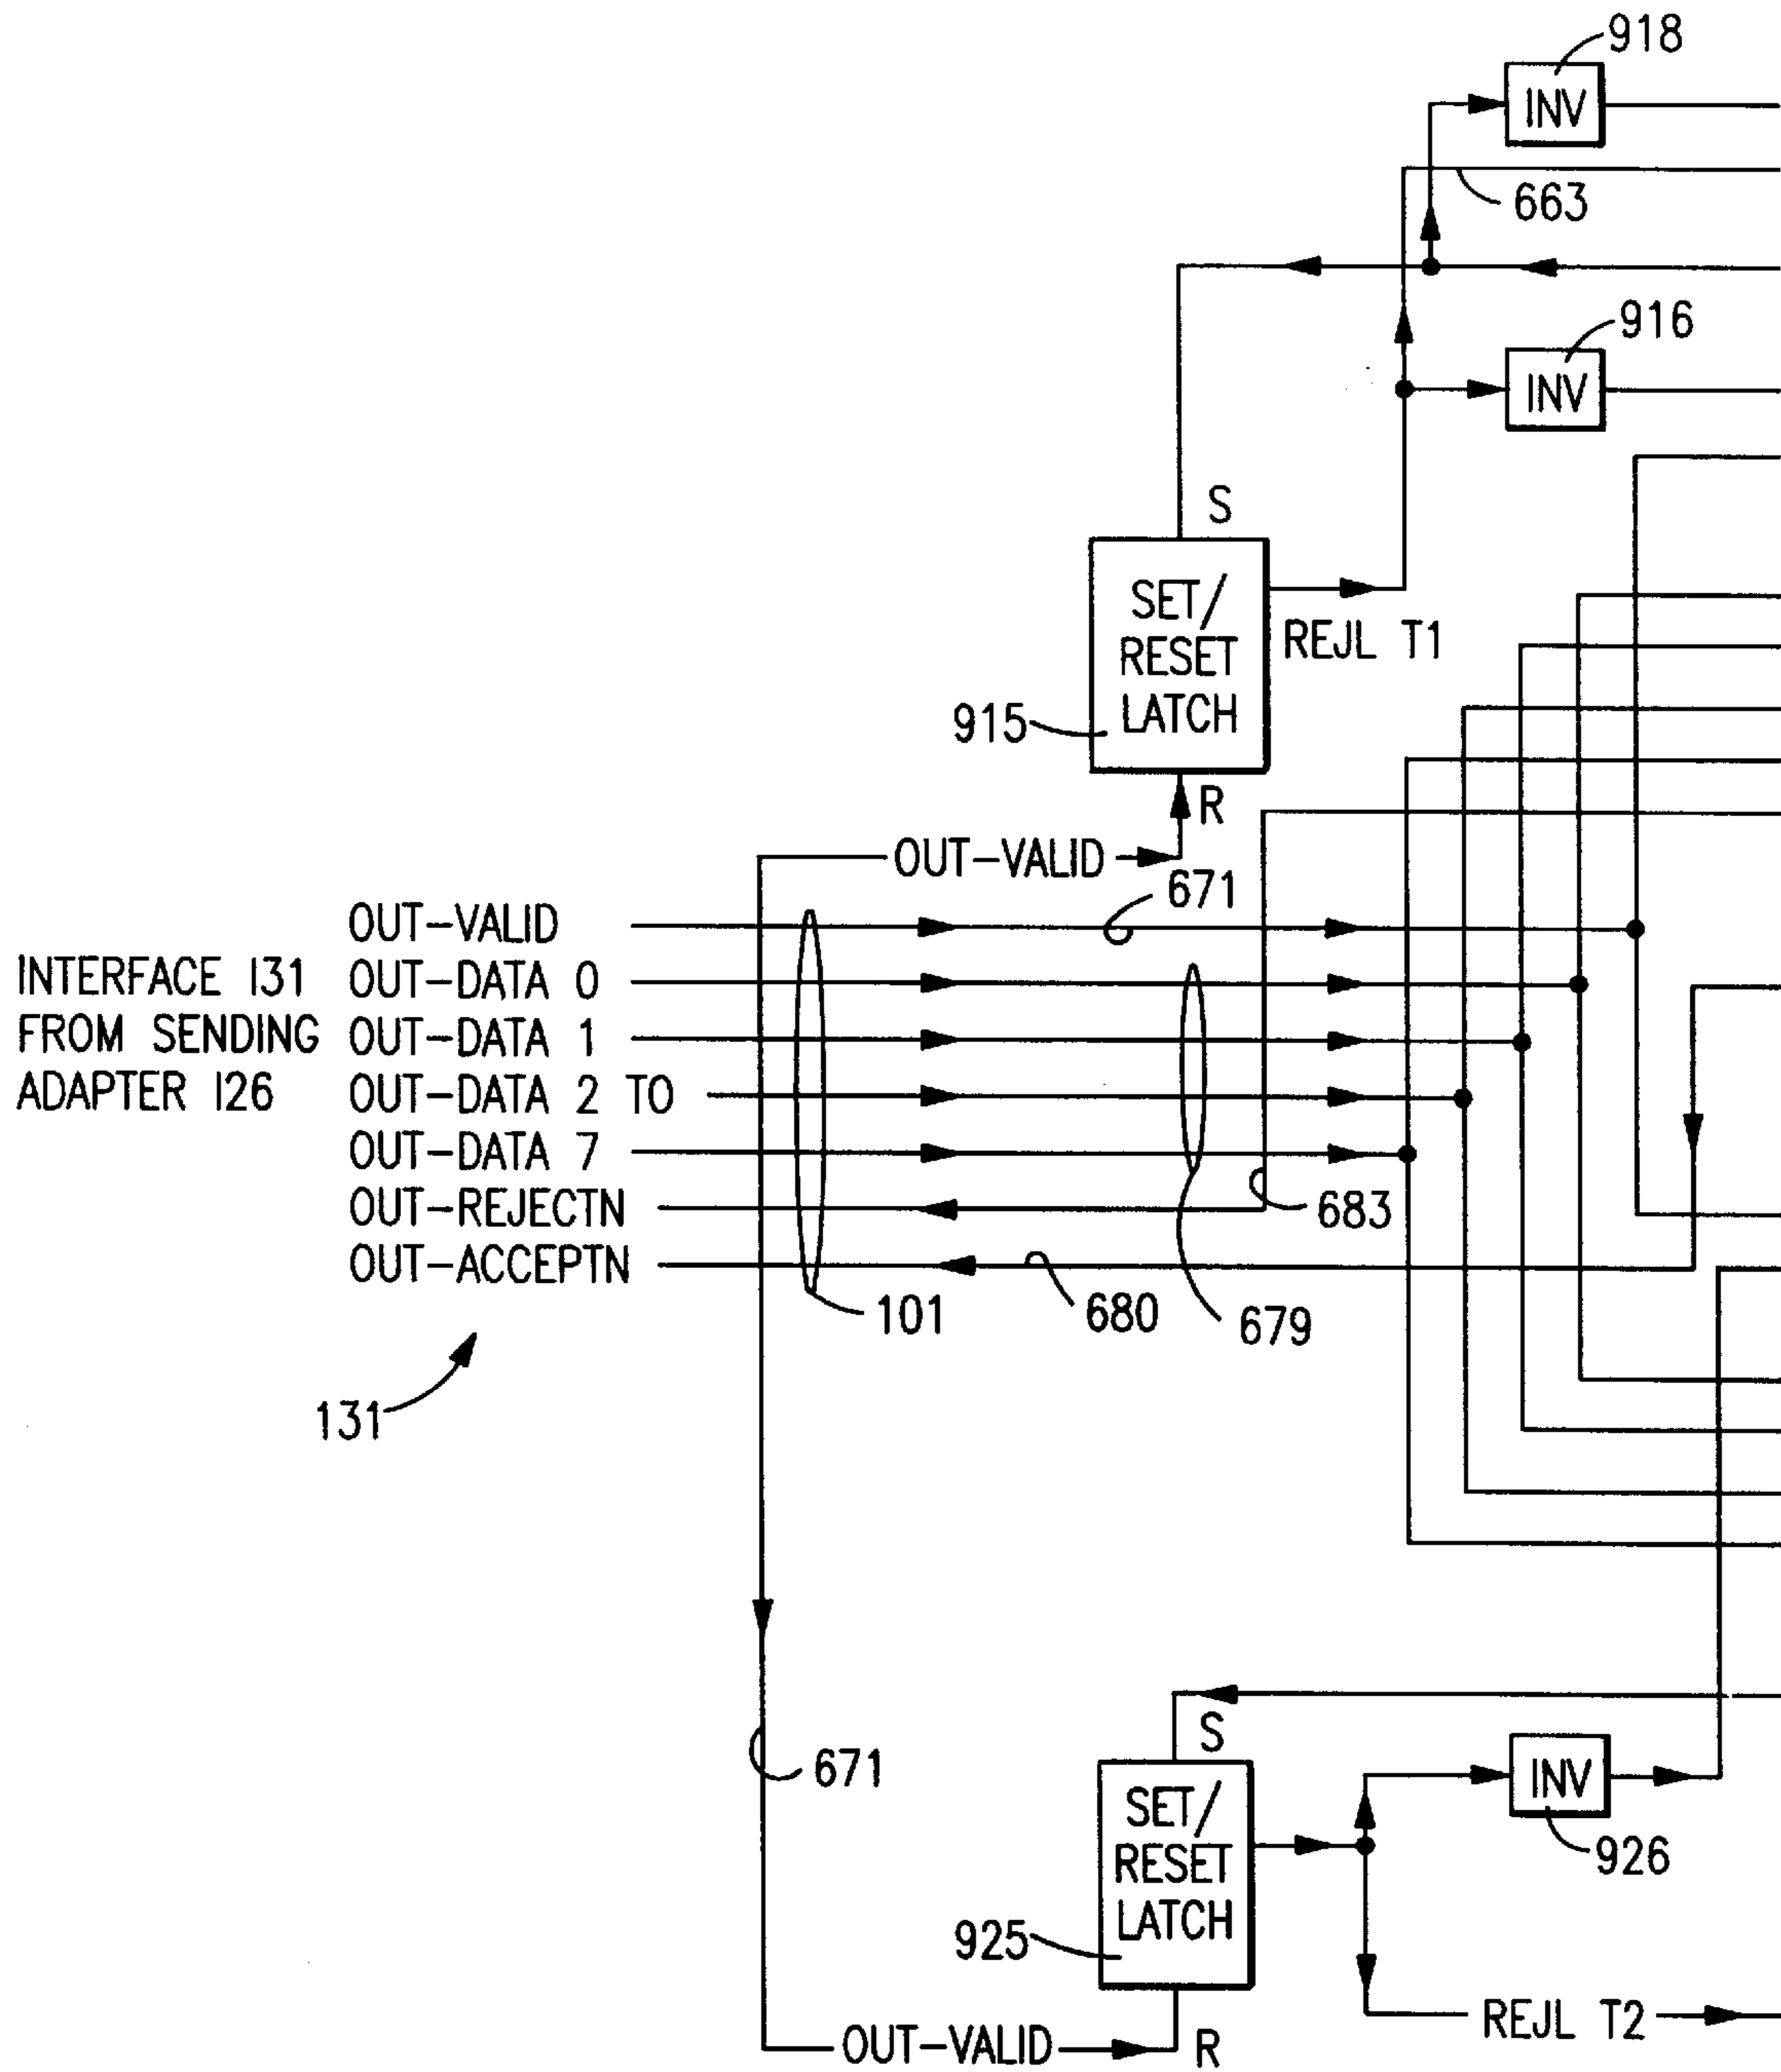 918
INV
663
916
INV
S
SET/
RESET
LATCH
REJL T1
915
R
OUT-VALID
671
INTERFACE 131
FROM SENDING
ADAPTER 126
OUT-VALID
OUT-DATA 0
OUT-DATA 1
OUT-DATA 2 TO
OUT-DATA 7
OUT-REJECTN
OUT-ACCEPTN
683
101
680
679
131
671
S
SET/
RESET
LATCH
INV
926
925
REJL T2
OUT-VALID
R